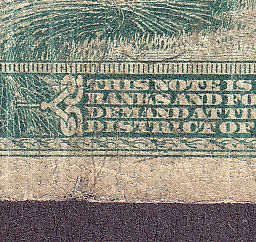 THIS NOTE IS
BANKS AND FO
DEMAND AT TH
DISTRICT OF